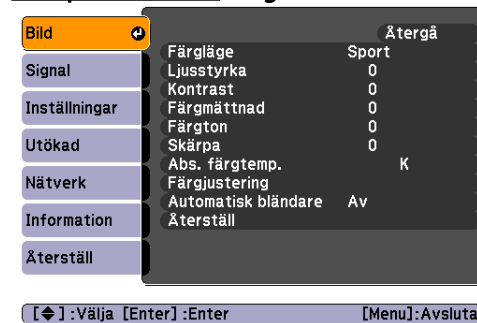 Bild
Signal
Inställningar
Utökad
Nätverk
Information
Återställ
Återgå
Färgläge Sport
Ljusstyrka 0
Kontrast 0
Färgmättnad 0
Färgton 0
Skärpa 0
Abs. färgtemp. K
Färgjustering
Automatisk bländare Av
Återställ
[◆] :Välja [Enter] :Enter [Menu] :Avsluta